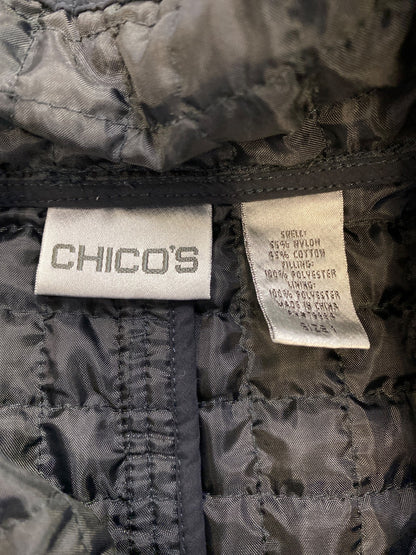 CHICO'S
SHELL:
55% NYLON
45% COTTON
FILLING:
100% POLYESTER
LINING:
100% POLYESTER
MADE IN CHINA
SIZE 1